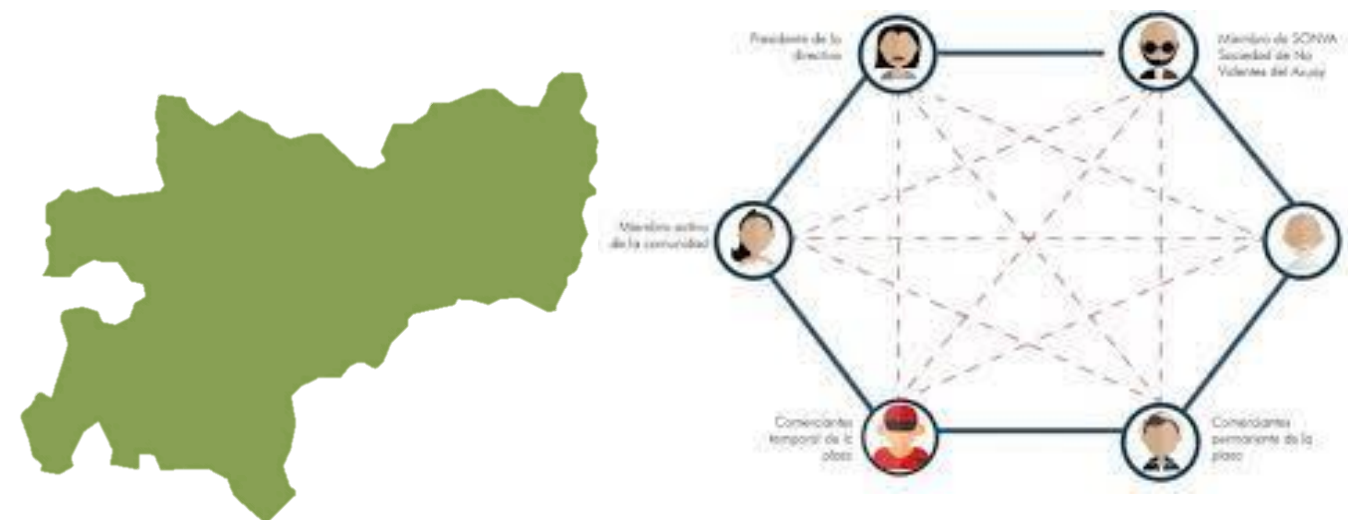 Presidente de la
directiva
Miembro de SONVA
Sociedad de No
Videntes del Azuay
Miembro activo
de la comunidad
Comerciantes
temporal de la
plaza
Comerciantes
permanente de la
plaza